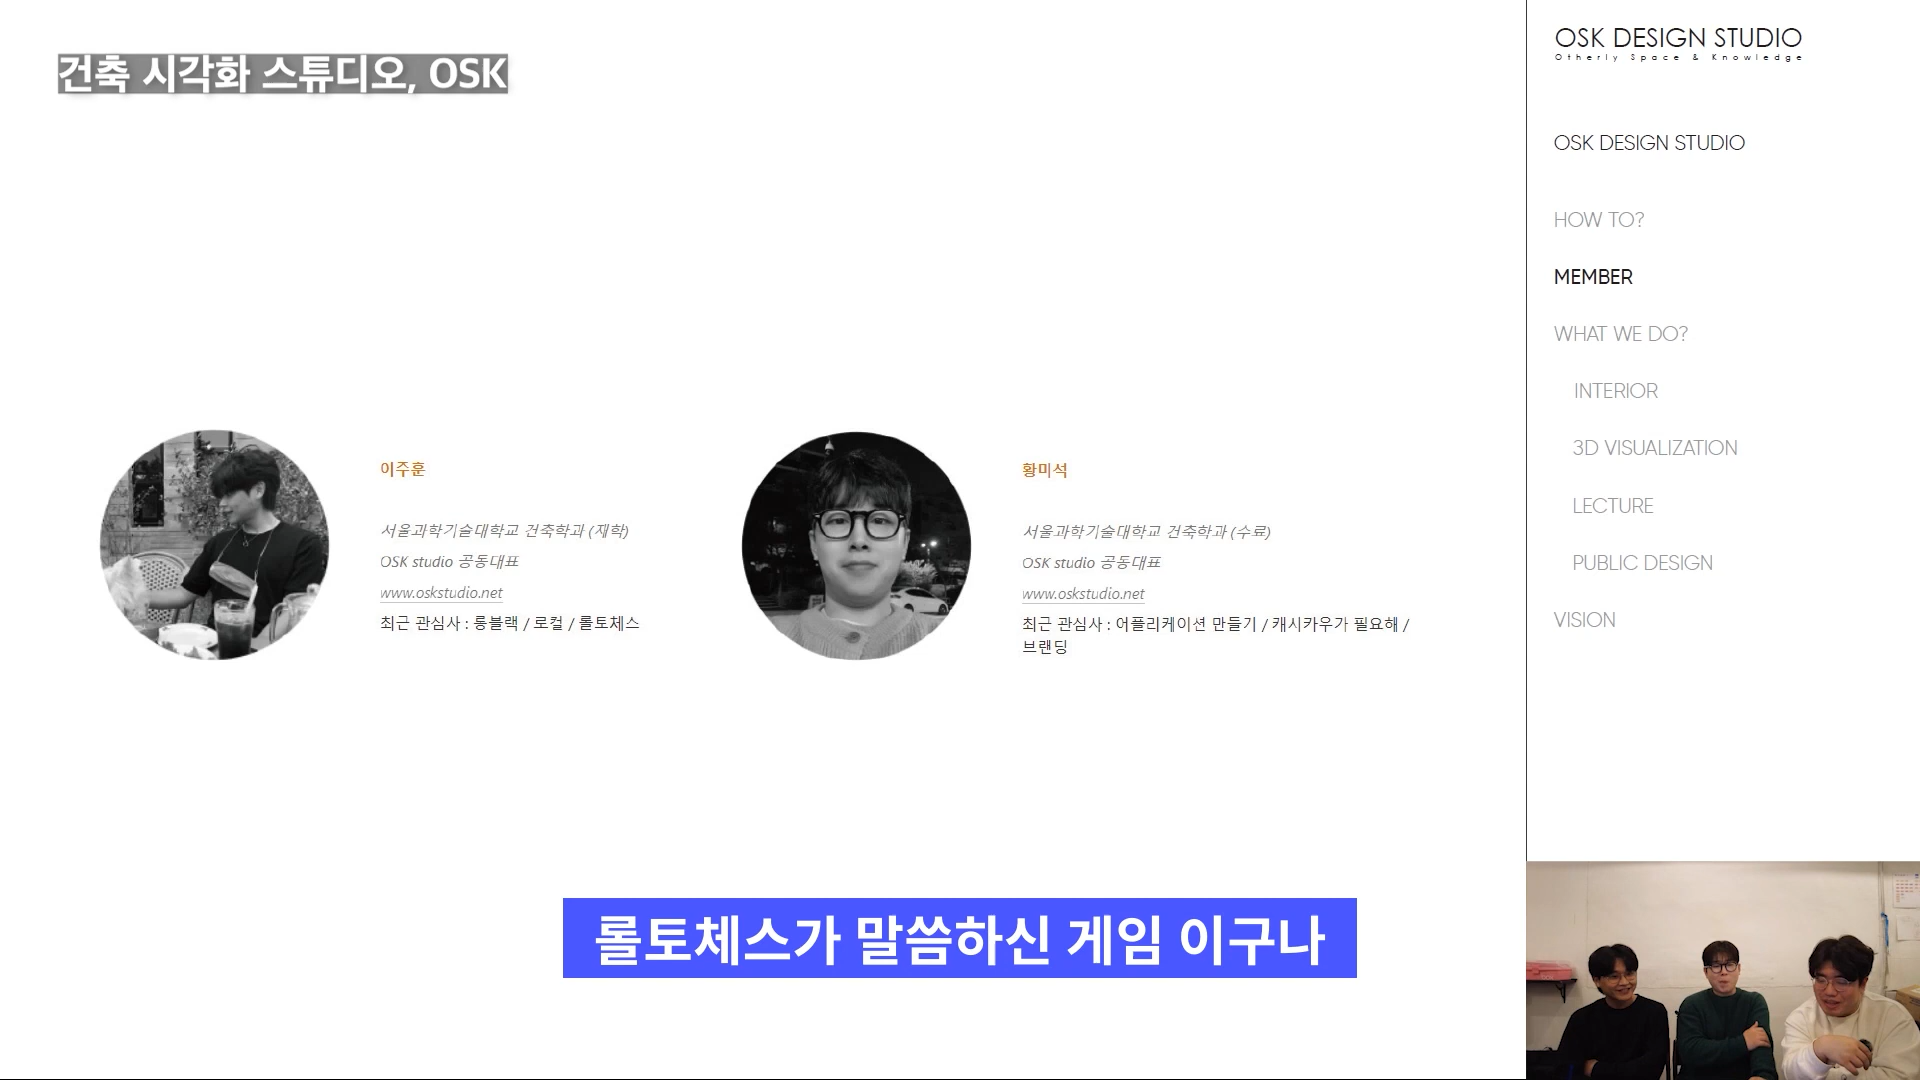 건축 시각화 스튜디오, OSK
이주훈
서울과학기술대학교 건축학과 (재학)
OSK studio 공동대표
www.oskstudio.net
최근 관심사 : 롱블랙 / 로컬 / 롤토체스
황미석
서울과학기술대학교 건축학과 (수료)
OSK studio 공동대표
www.oskstudio.net
최근 관심사 : 어플리케이션 만들기 / 캐시카우가 필요해 /
브랜딩
롤토체스가 말씀하신 게임 이구나
OSK DESIGN STUDIO
Otherly Space & Knowledge
OSK DESIGN STUDIO
HOW TO?
MEMBER
WHAT WE DO?
INTERIOR
3D VISUALIZATION
LECTURE
PUBLIC DESIGN
VISION